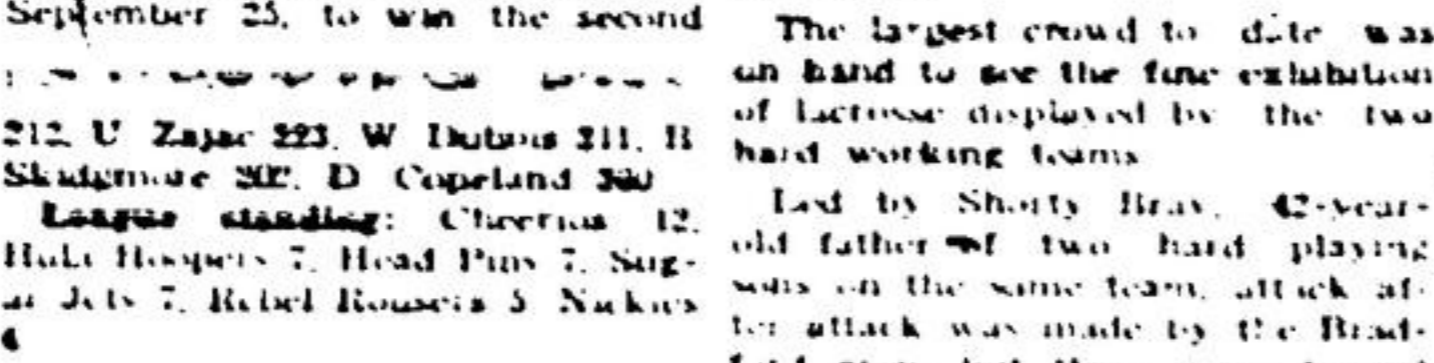 September 25, to win the second
212, U Zajac 223, W Dubois 211, B
Skidgmore 202, D Copeland 200
League standing: Cheerios 12,
Hula Hoopers 7, Head Pins 7, Sug-
ar Jets 7, Rebel Rousers 5 Nickies
4
The largest crowd to date was
on hand to see the fine exhibition
of lacrosse displayed by the two
hard working teams
Led by Shorty Bray, 42-year-
old father of two hard playing
sons on the same team, attack af-
ter attack was made by the Brad-